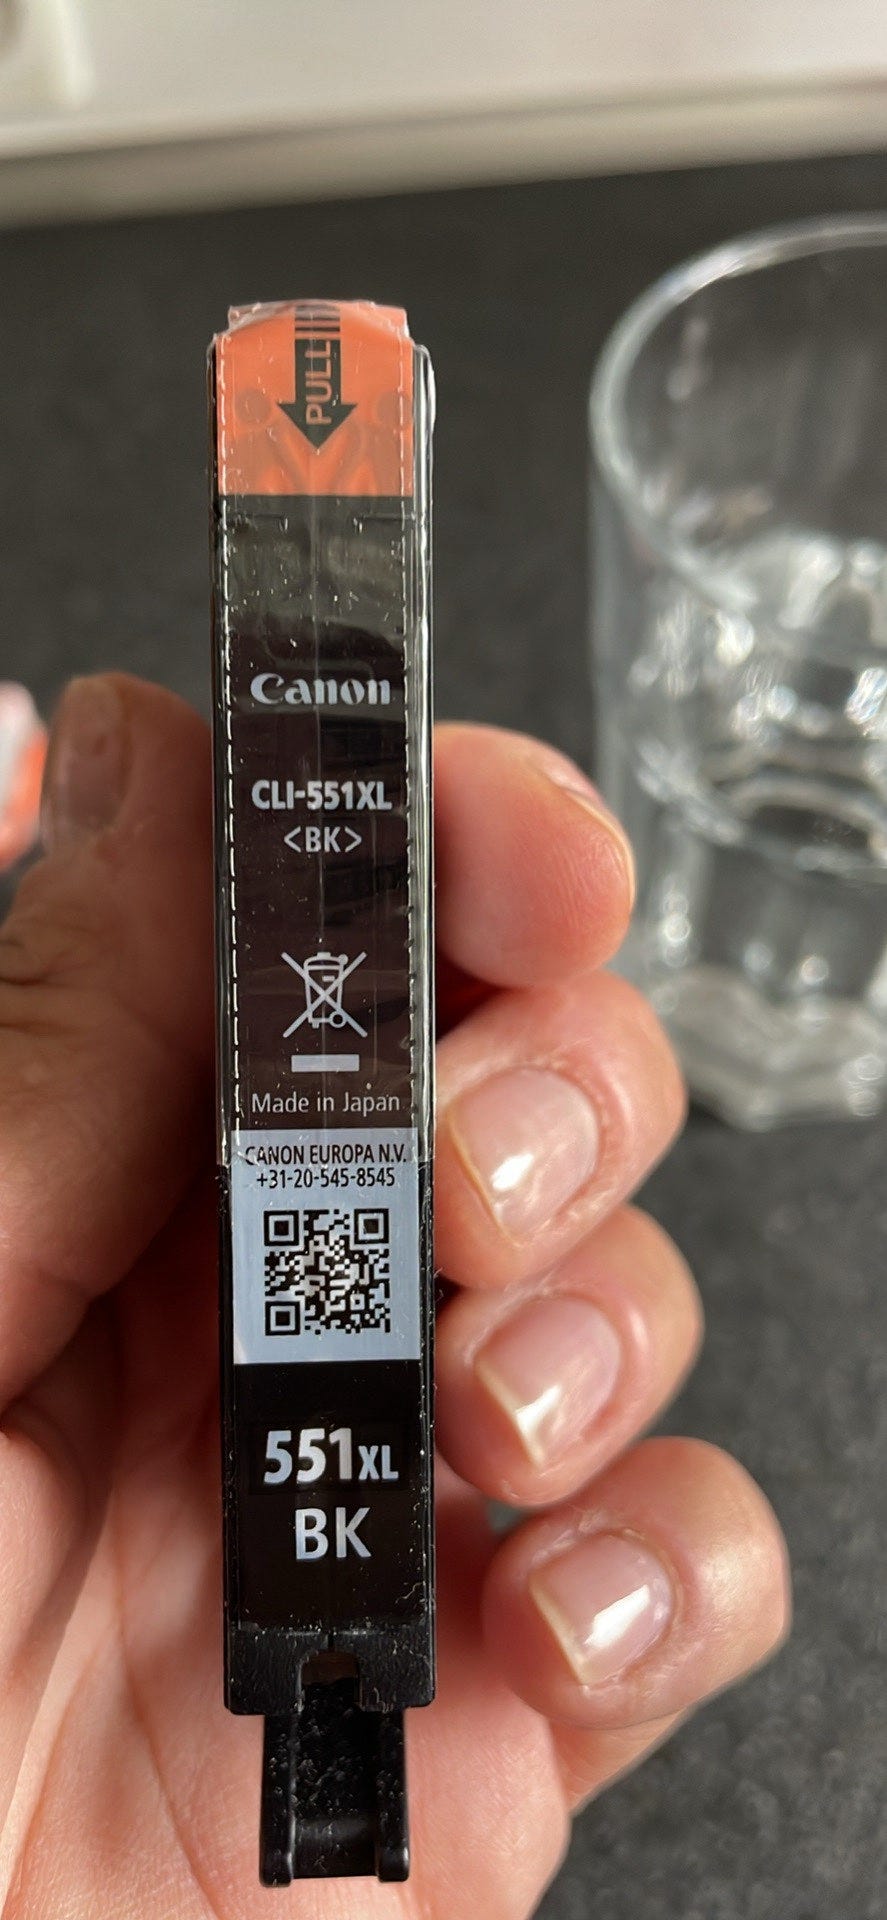 PULL
Canon
CLI-551XL
<BK>
Made in Japan
CANON EUROPA N.V.
+31-20-545-8545
551XL
BK